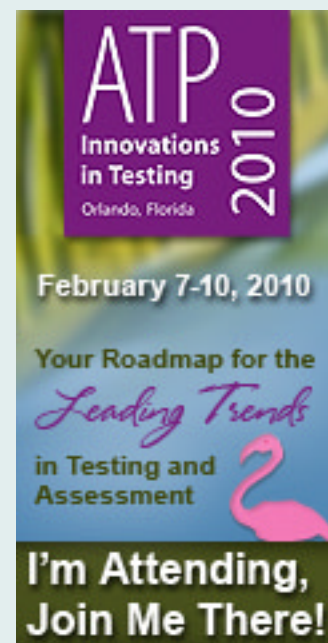 ATP
2010
Innovations
in Testing
Orlando, Florida
February 7-10, 2010
Your Roadmap for the
Leading Trends
in Testing and
Assessment
I'm Attending,
Join Me There!